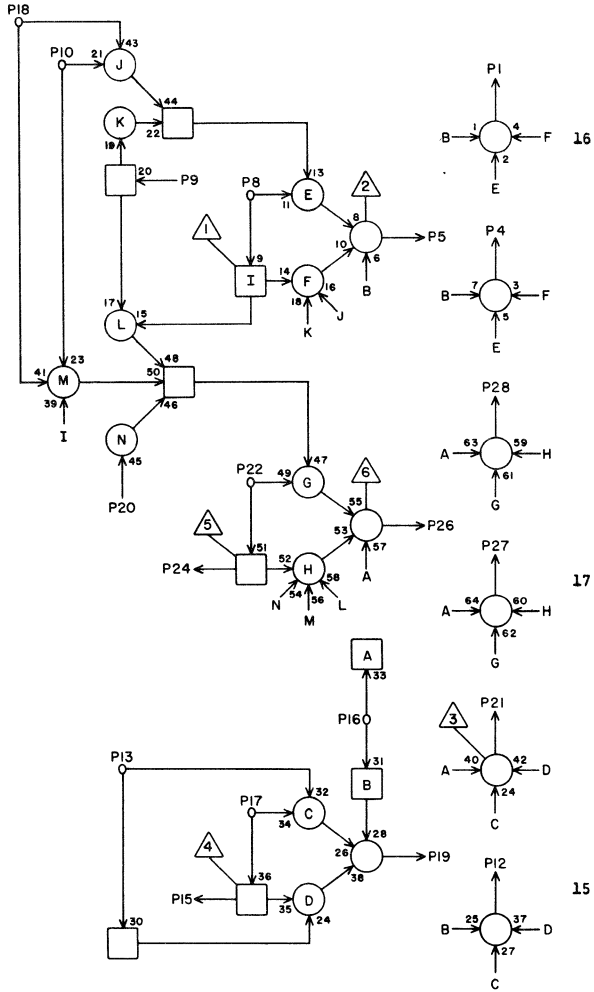 P18
43
P10
21
J
44
K
22
19
20
P9
P8
13
11
E
2
1
8
9
I
14
F
10
6
P5
16
18
B
J
K
17
15
L
48
41
23
M
50
46
39
I
N
45
P20
47
P22
49
G
6
55
5
53
P26
51
57
P24
52
H
A
54
58
N
56
L
M
A
33
P16
P13
31
B
32
P17
C
34
28
4
26
P19
36
38
P15
35
D
24
30
P1
1
4
B
F
2
E
16
P4
7
3
B
F
5
E
P28
63
59
A
H
61
G
P27
17
64
60
A
H
62
G
3
P21
40
42
A
D
24
C
P12
15
25
37
B
D
27
C